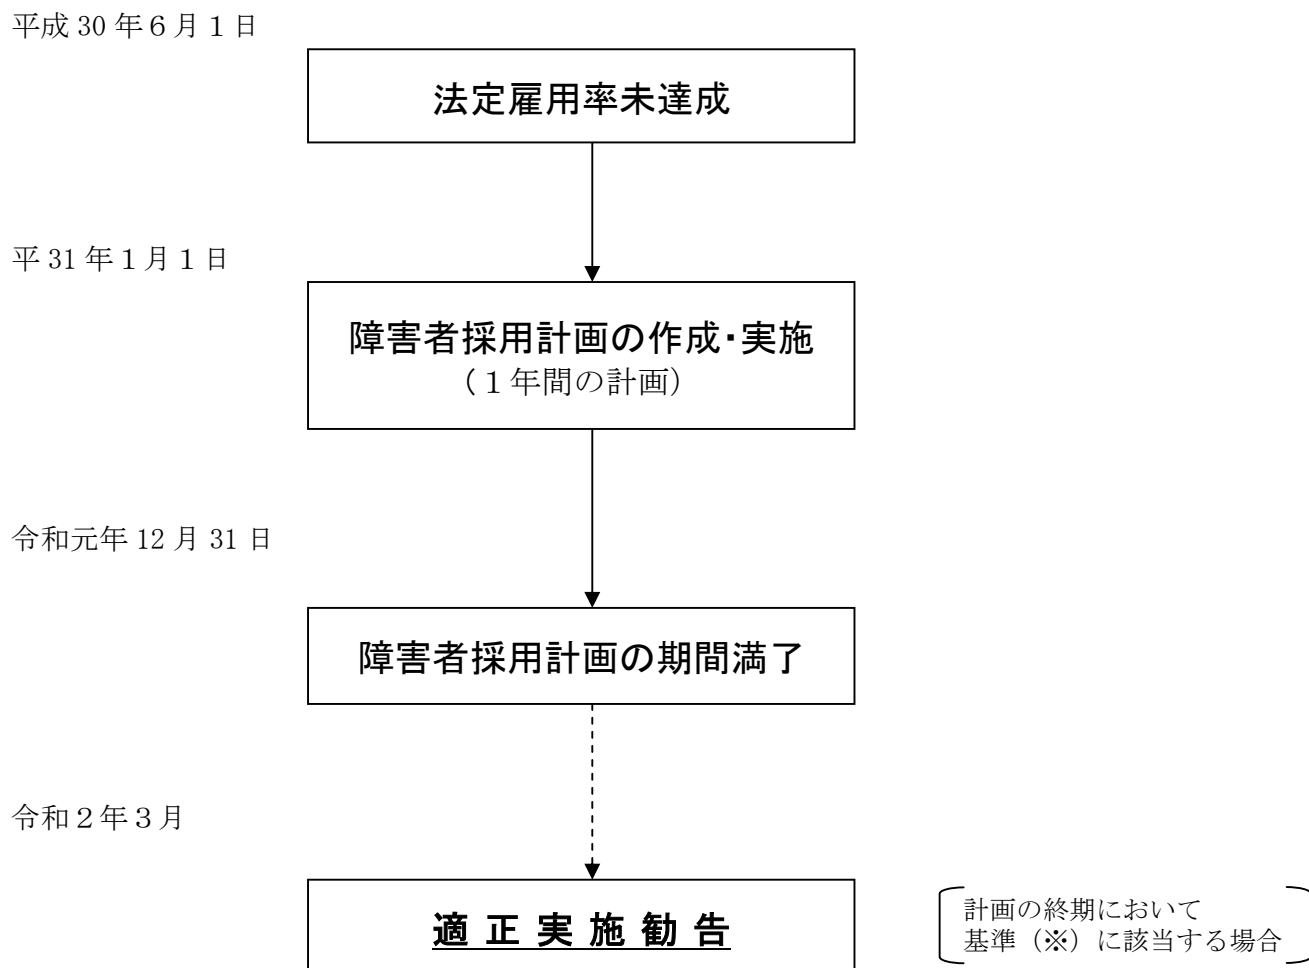 平成 30 年６月１日
法定雇用率未達成
平 31 年１月１日
障害者採用計画の作成・実施
（１年間の計画）
令和元年 12 月 31 日
障害者採用計画の期間満了
令和２年３月
適 正 実 施 勧 告
計画の終期において
基準（※）に該当する場合